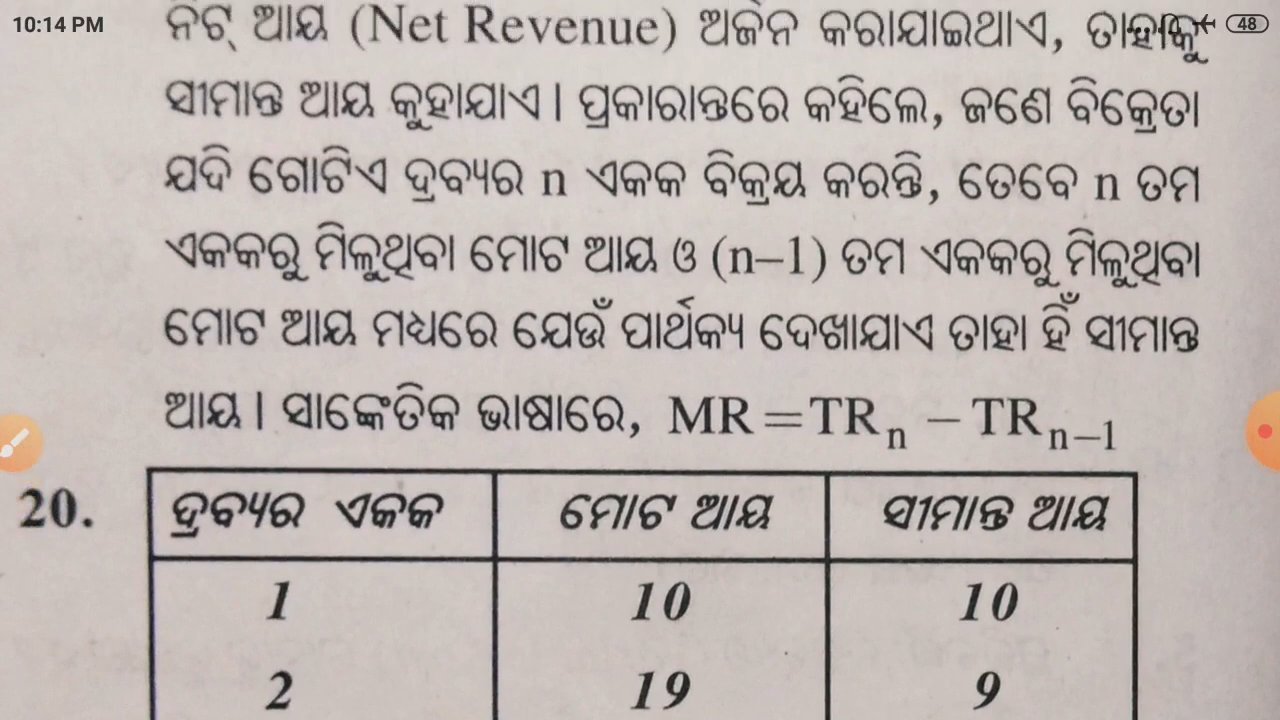 10:14 PM
48
ନିଟ୍ ଆୟ (Net Revenue) ଅର୍ଜନ କରାଯାଇଥାଏ, ତାହାକୁ
ସୀମାନ୍ତ ଆୟ କୁହାଯାଏ। ପ୍ରକାରାନ୍ତରେ କହିଲେ, ଜଣେ ବିକ୍ରେତା
ଯଦି ଗୋଟିଏ ଦ୍ରବ୍ୟର n ଏକକ ବିକ୍ରୟ କରନ୍ତି, ତେବେ n ତମ
ଏକକରୁ ମିଳୁଥିବା ମୋଟ ଆୟ ଓ (n–1) ତମ ଏକକରୁ ମିଳୁଥିବା
ମୋଟ ଆୟ ମଧ୍ୟରେ ଯେଉଁ ପାର୍ଥକ୍ୟ ଦେଖାଯାଏ ତାହା ହିଁ ସୀମାନ୍ତ
ଆୟ। ସାଙ୍କେତିକ ଭାଷାରେ, MR = TRₙ – TRₙ₋₁
20. ଦ୍ରବ୍ୟର ଏକକ ମୋଟ ଆୟ ସୀମାନ୍ତ ଆୟ
1 10 10
2 19 9